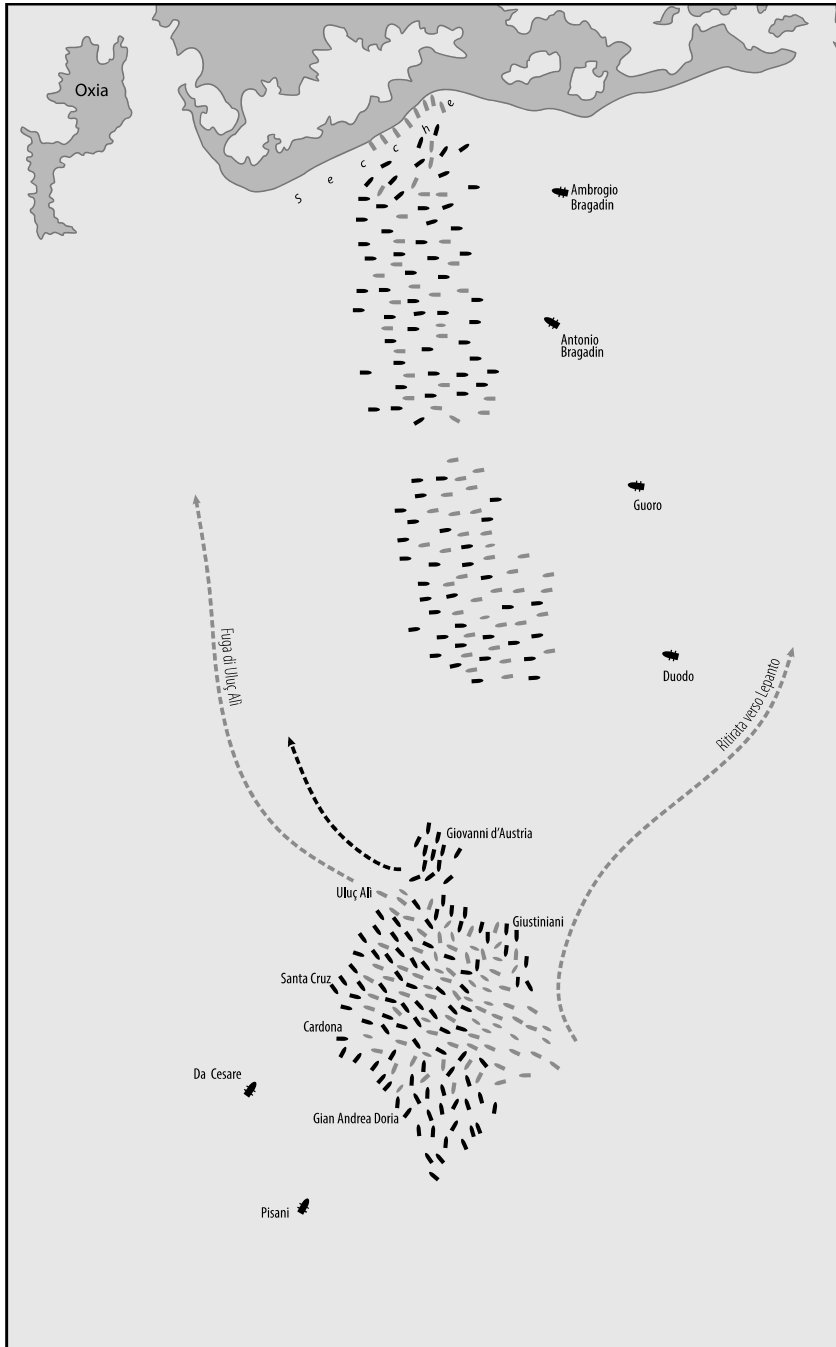 Oxia
Secche
Ambrogio
Bragadin
Antonio
Bragadin
Guoro
Duodo
Fuga di Uluç Alì
Ritirata verso Lepanto
Giovanni d'Austria
Uluç Alì
Giustiniani
Santa Cruz
Cardona
Da Cesare
Gian Andrea Doria
Pisani